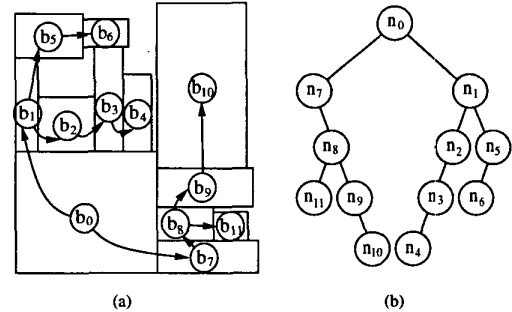 b5 b6
n0
b10
n7 n1
b1 b2 b3 b4
n8 n2 n5
b9
n11 n9 n3 n6
b0 b8 b11
n10 n4
b7
(a) (b)